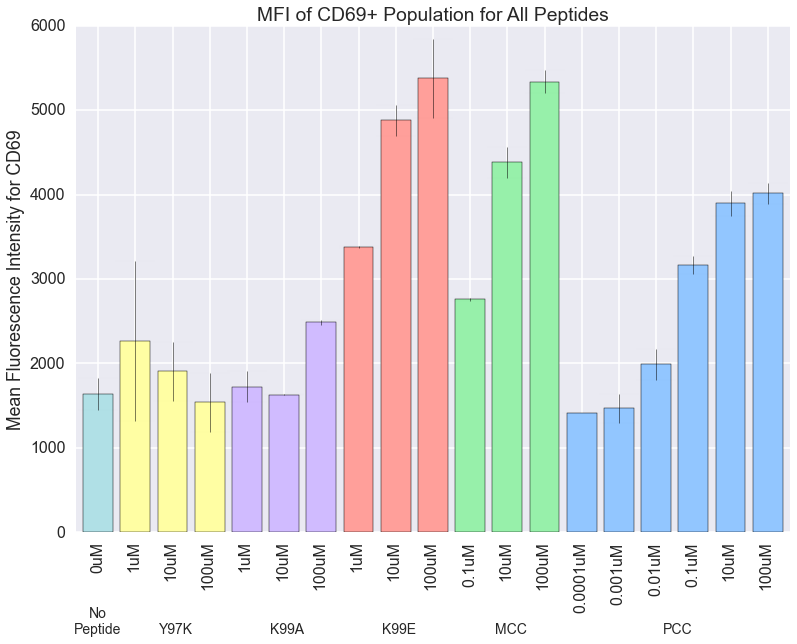 MFI of CD69+ Population for All Peptides
Mean Fluorescence Intensity for CD69
6000
5000
4000
3000
2000
1000
0
0uM 1uM 10uM 100uM 1uM 10uM 100uM 1uM 10uM 100uM 0.1uM 10uM 100uM 0.0001uM 0.001uM 0.01uM 0.1uM 10uM 100uM
No
Peptide Y97K K99A K99E MCC PCC